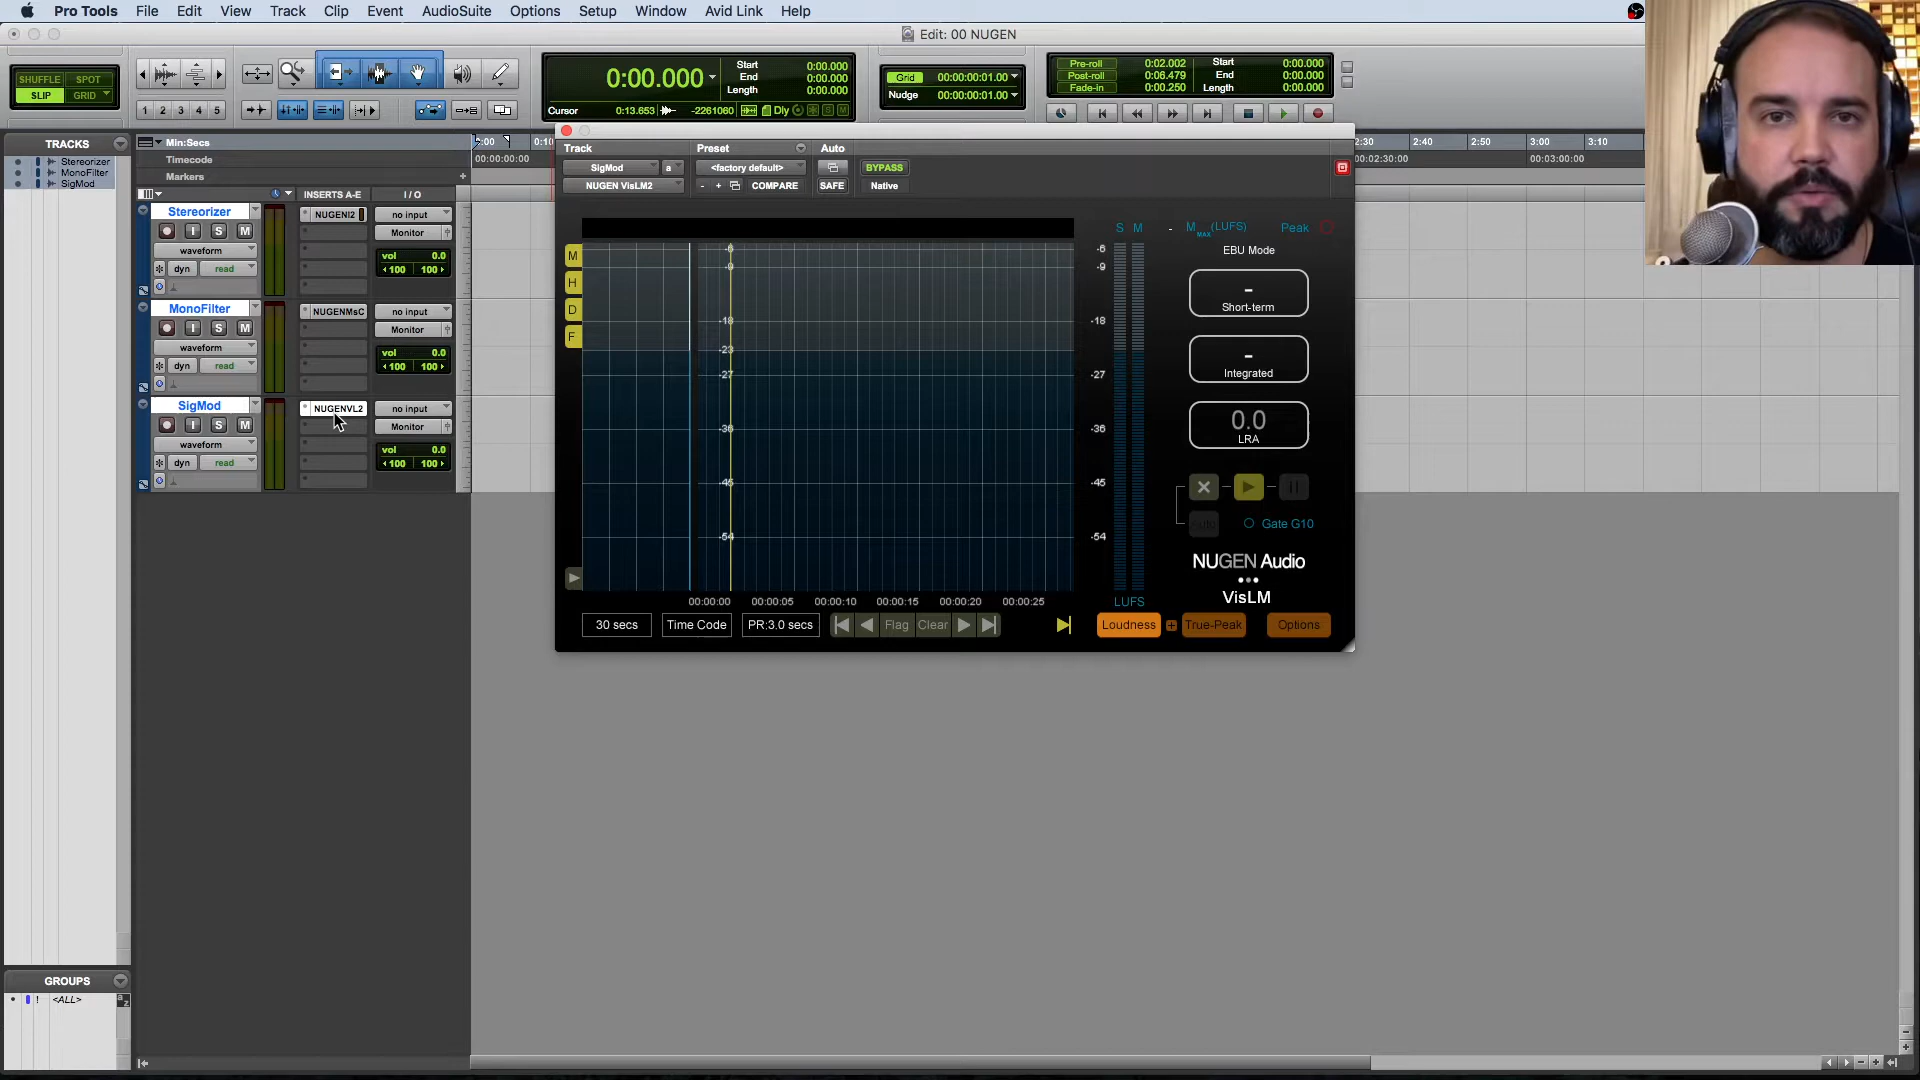 Pro Tools File Edit View Track Clip Event AudioSuite Options Setup Window Avid Link Help
Edit: 00 NUGEN
SHUFFLE SPOT
SLIP GRID
1 2 3 4 5
0:00.000
Start 0:00.000
End 0:00.000
Length 0:00.000
Cursor 0:13.653 -2261060 Dly S M
Grid 00:00:00:01.00
Nudge 00:00:00:01.00
Pre-roll 0:02.002
Post-roll 0:06.479
Fade-in 0:00.250
Start 0:00.000
End 0:00.000
Length 0:00.000
TRACKS
Stereorizer
MonoFilter
SigMod
Min:Secs
Timecode
Markers
0:10
00:00:00:00
2:30 2:40 2:50 3:00 3:10
00:02:30:00 00:03:00:00
INSERTS A-E I / O
Stereorizer
I S M
waveform
dyn read
NUGENI2
no input
Monitor
vol 0.0
100 100
MonoFilter
I S M
waveform
dyn read
NUGENMsC
no input
Monitor
vol 0.0
100 100
SigMod
I S M
waveform
dyn read
NUGENVL2
no input
Monitor
vol 0.0
100 100
Track Preset Auto
SigMod a <factory default> BYPASS
NUGEN VisLM2 - + COMPARE SAFE Native
M
H
D
F
-6
-9
-18
-23
-27
-36
-45
-54
00:00:00 00:00:05 00:00:10 00:00:15 00:00:20 00:00:25
30 secs Time Code PR:3.0 secs Flag Clear
S M
-6
-9
-18
-27
-36
-45
-54
LUFS
- M MAX (LUFS) Peak
EBU Mode
-
Short-term
-
Integrated
0.0
LRA
Auto
Gate G10
NUGEN Audio
VisLM
Loudness + True-Peak Options
GROUPS
! <ALL>
a
z